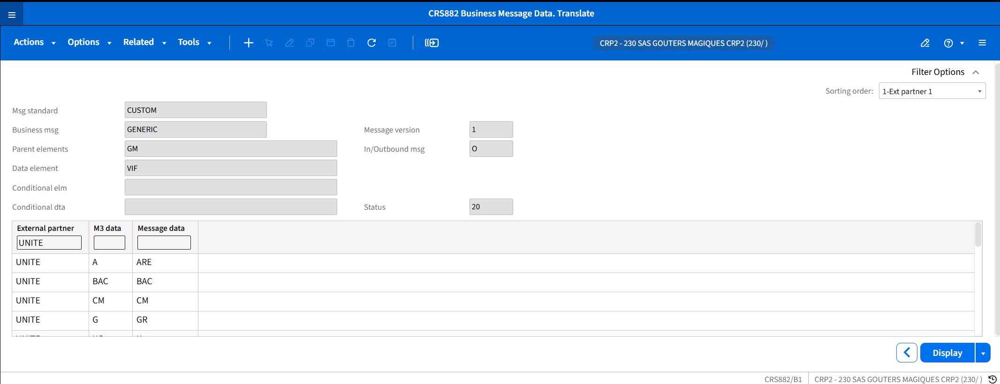 CRS882 Business Message Data. Translate
Actions Options Related Tools
CRP2 - 230 SAS GOUTERS MAGIQUES CRP2 (230/ )
Filter Options
Sorting order: 1-Ext partner 1
Msg standard CUSTOM
Business msg GENERIC Message version 1
Parent elements GM In/Outbound msg O
Data element VIF
Conditional elm
Conditional dta Status 20
External partner M3 data Message data
UNITE
UNITE A ARE
UNITE BAC BAC
UNITE CM CM
UNITE G GR
Display
CRS882/B1 CRP2 - 230 SAS GOUTERS MAGIQUES CRP2 (230/ )